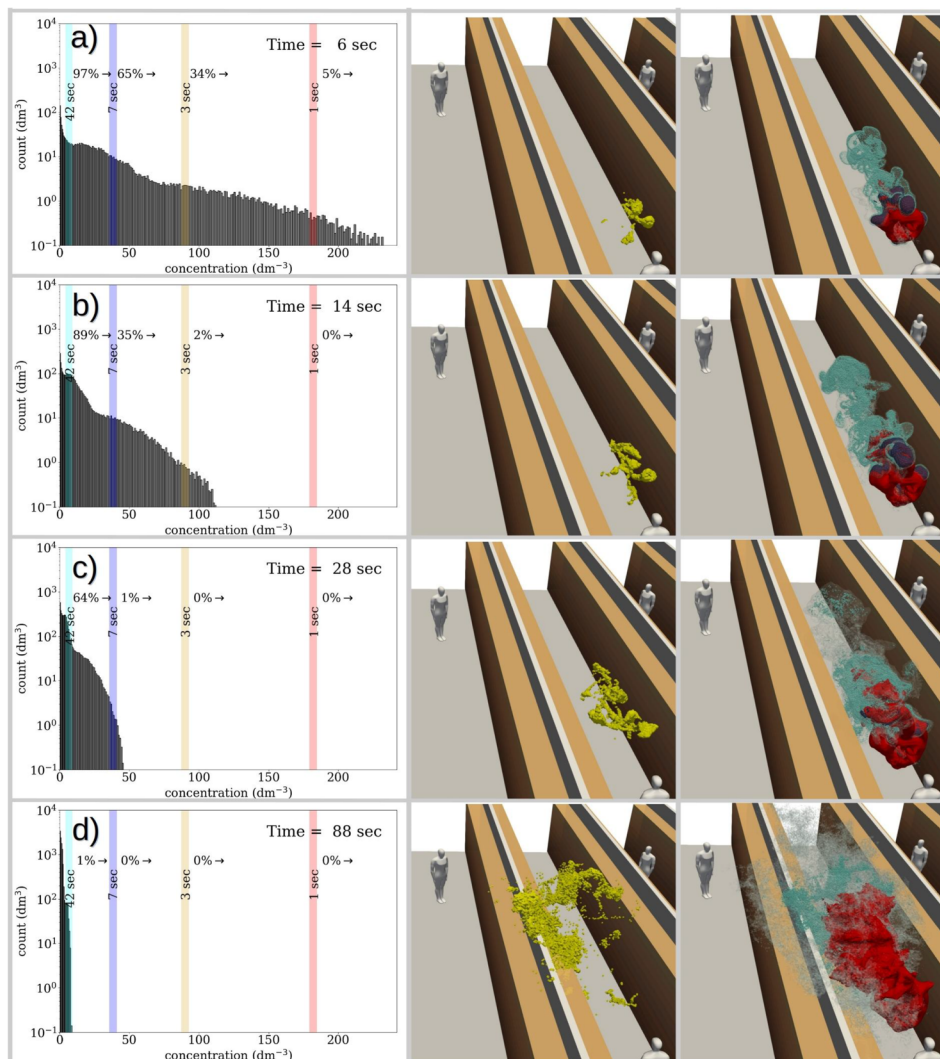 a)
Time =   6 sec
97%→ 65%→ 34%→ 5%→
42 sec 7 sec 3 sec 1 sec
count (dm³)
10⁴
10³
10²
10¹
10⁰
10⁻¹
0 50 100 150 200
concentration (dm⁻³)
b)
Time =  14 sec
89%→ 35%→ 2%→ 0%→
42 sec 7 sec 3 sec 1 sec
count (dm³)
10⁴
10³
10²
10¹
10⁰
10⁻¹
0 50 100 150 200
concentration (dm⁻³)
c)
Time =  28 sec
64%→ 1%→ 0%→ 0%→
42 sec 7 sec 3 sec 1 sec
count (dm³)
10⁴
10³
10²
10¹
10⁰
10⁻¹
0 50 100 150 200
concentration (dm⁻³)
d)
Time =  88 sec
1%→ 0%→ 0%→ 0%→
42 sec 7 sec 3 sec 1 sec
count (dm³)
10⁴
10³
10²
10¹
10⁰
10⁻¹
0 50 100 150 200
concentration (dm⁻³)